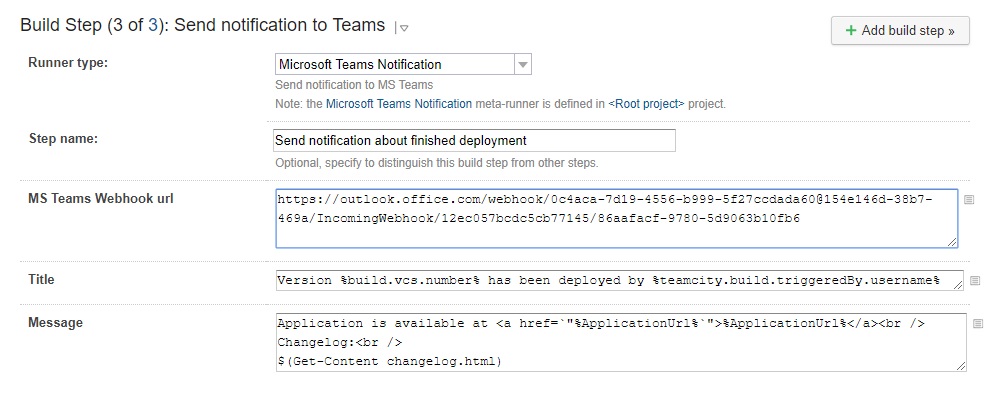 Build Step (3 of 3): Send notification to Teams
+ Add build step »
Runner type:
Microsoft Teams Notification
Send notification to MS Teams
Note: the Microsoft Teams Notification meta-runner is defined in <Root project> project.
Step name:
Send notification about finished deployment
Optional, specify to distinguish this build step from other steps.
MS Teams Webhook url
https://outlook.office.com/webhook/0c4aca-7d19-4556-b999-5f27ccdada60@154e146d-38b7-
469a/IncomingWebhook/12ec057bcdc5cb77145/86aafacf-9780-5d9063b10fb6
Title
Version %build.vcs.number% has been deployed by %teamcity.build.triggeredBy.username%
Message
Application is available at <a href=`"%ApplicationUrl%`">%ApplicationUrl%</a><br />
Changelog:<br />
$(Get-Content changelog.html)